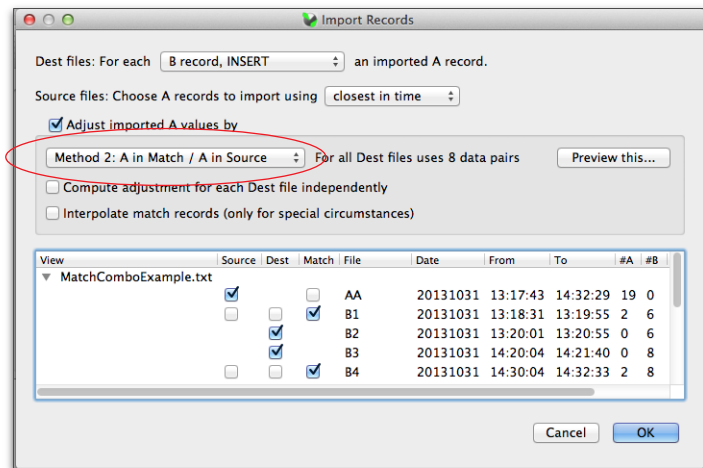 Import Records
Dest files: For each B record, INSERT an imported A record.
Source files: Choose A records to import using closest in time
Adjust imported A values by
Method 2: A in Match / A in Source For all Dest files uses 8 data pairs Preview this...
Compute adjustment for each Dest file independently
Interpolate match records (only for special circumstances)
View Source Dest Match File Date From To #A #B
MatchComboExample.txt
AA 20131031 13:17:43 14:32:29 19 0
B1 20131031 13:18:31 13:19:55 2 6
B2 20131031 13:20:01 13:20:55 0 6
B3 20131031 14:20:04 14:21:40 0 8
B4 20131031 14:30:04 14:32:33 2 8
Cancel OK